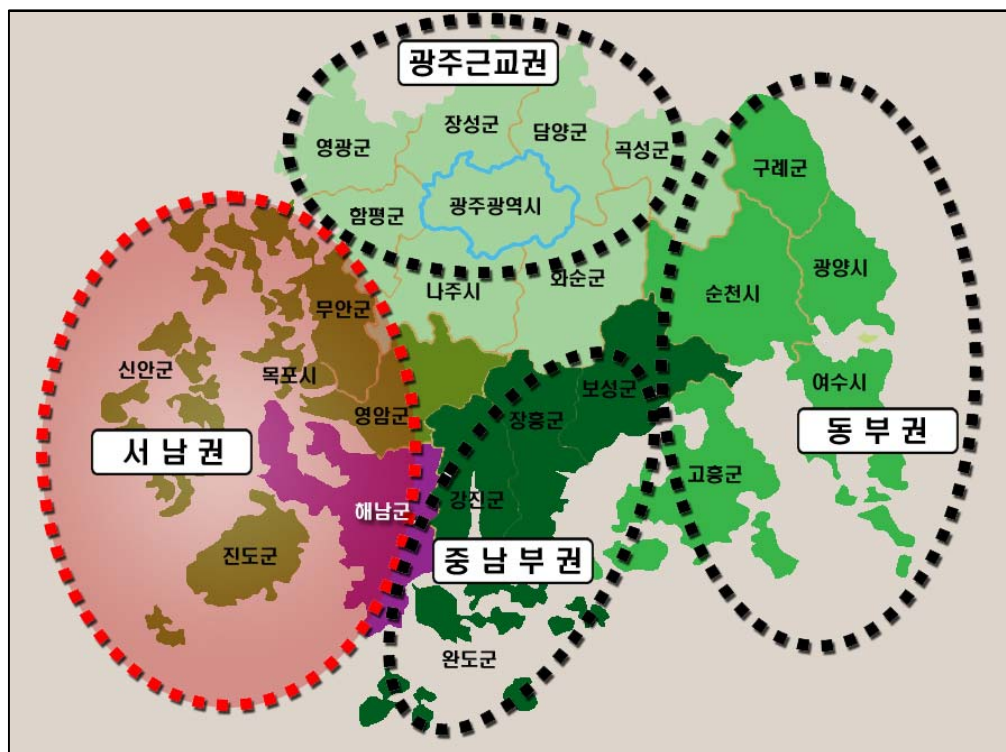 광주근교권
장성군
담양군
영광군
곡성군
구례군
함평군
광주광역시
광양시
나주시
화순군
순천시
무안군
신안군
목포시
여수시
보성군
영암군
장흥군
서남권
동부권
고흥군
강진군
해남군
진도군
중남부권
완도군